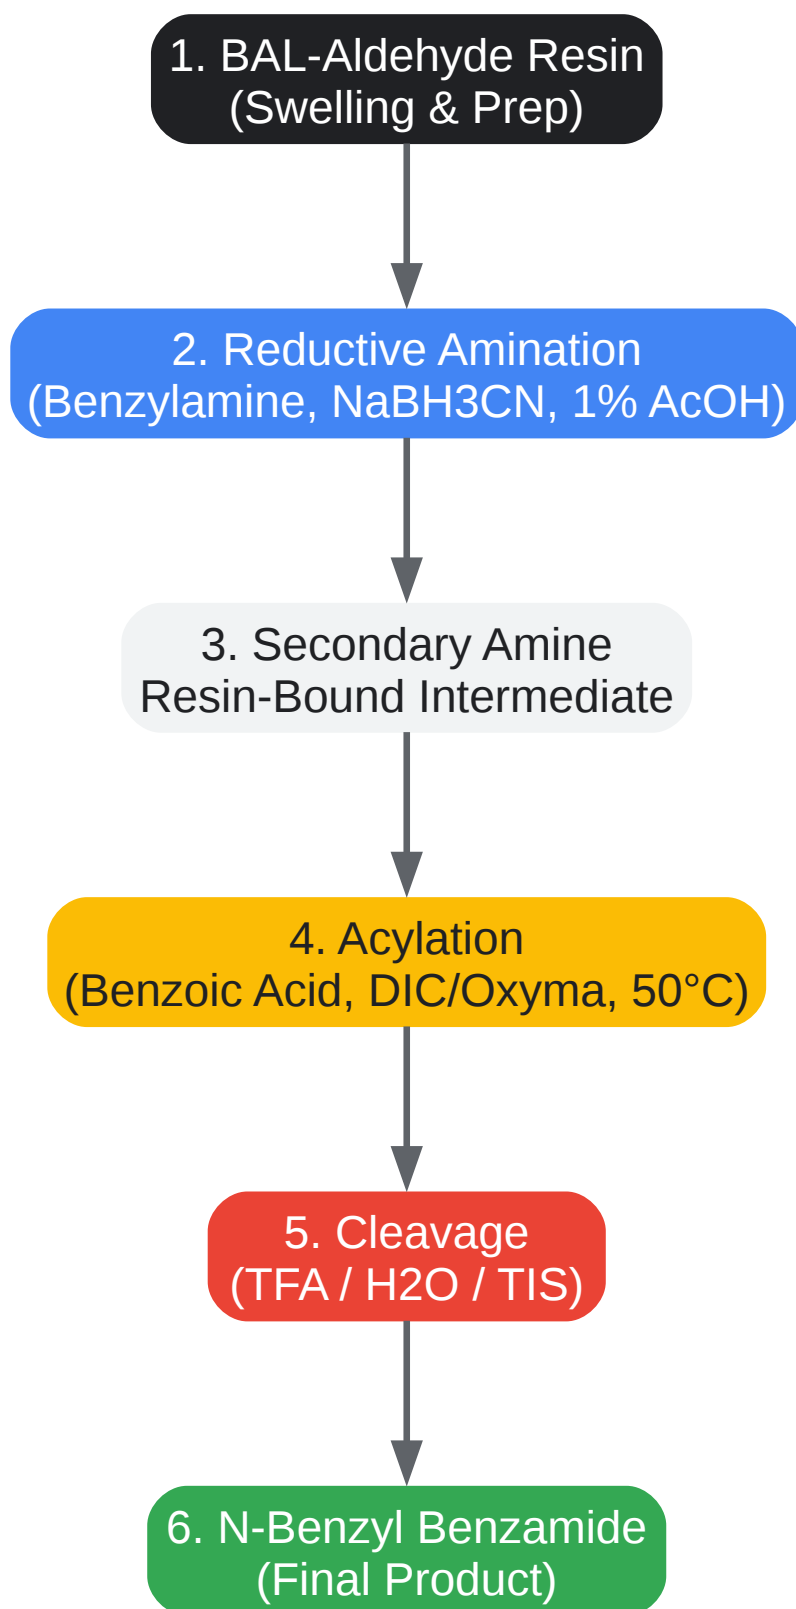 1. BAL-Aldehyde Resin
(Swelling & Prep)
2. Reductive Amination
(Benzylamine, NaBH3CN, 1% AcOH)
3. Secondary Amine
Resin-Bound Intermediate
4. Acylation
(Benzoic Acid, DIC/Oxyma, 50°C)
5. Cleavage
(TFA / H2O / TIS)
6. N-Benzyl Benzamide
(Final Product)